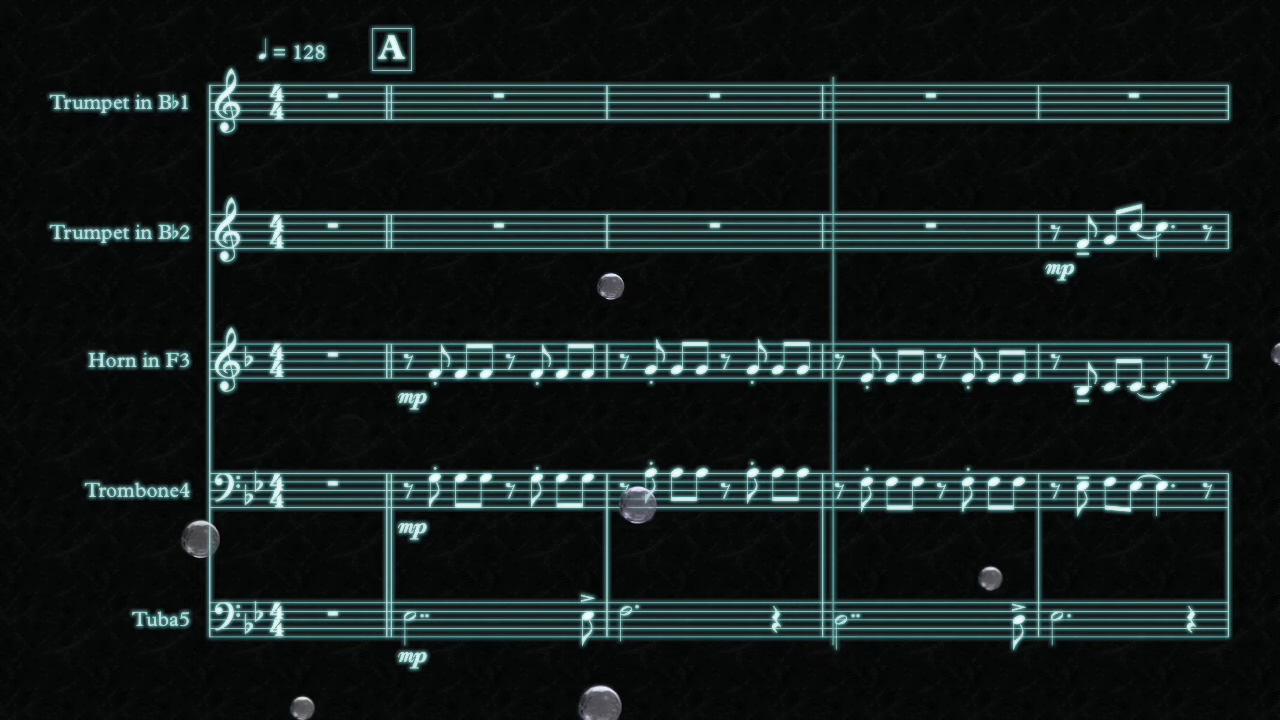 ♩= 128
A
Trumpet in B♭1
Trumpet in B♭2
mp
Horn in F3
mp
Trombone4
mp
Tuba5
mp